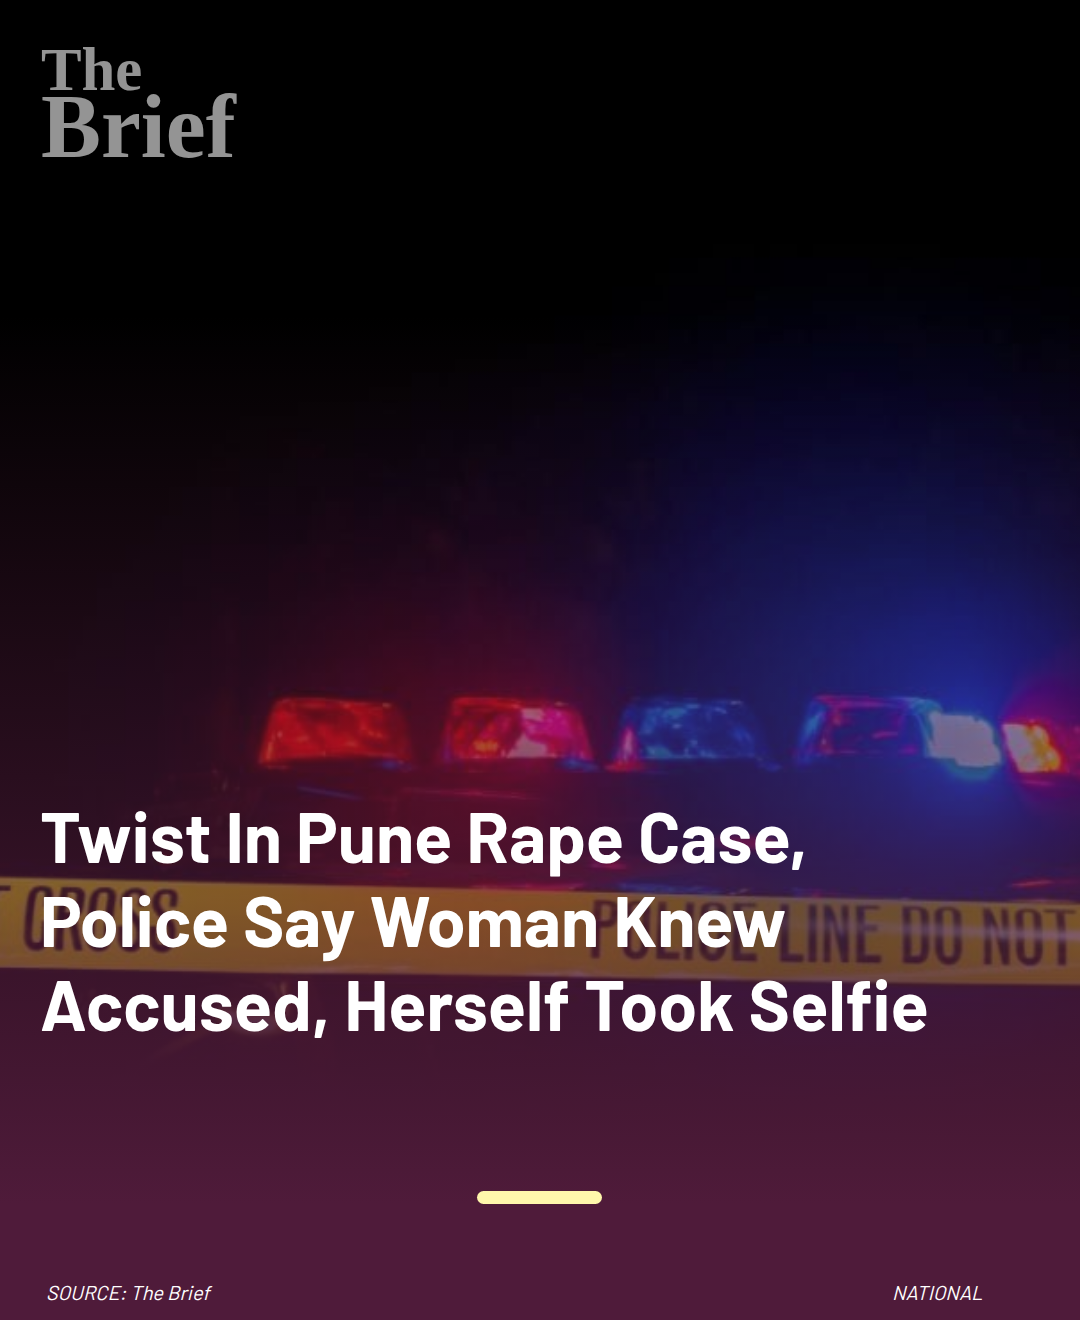 The
Brief
Twist In Pune Rape Case,
Police Say Woman Knew
CROSS
POLICE LINE DO NOT
Accused, Herself Took Selfie
SOURCE: The Brief
NATIONAL